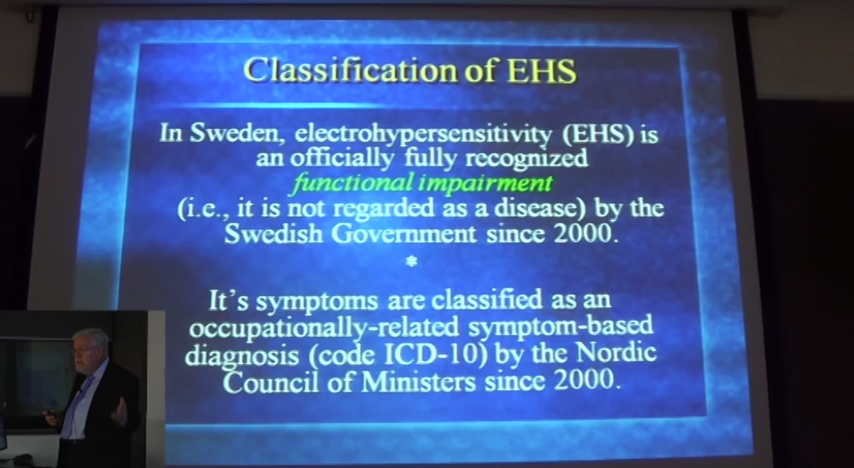 Classification of EHS
In Sweden, electrohypersensitivity (EHS) is
an officially fully recognized
functional impairment
(i.e., it is not regarded as a disease) by the
Swedish Government since 2000.
*
It's symptoms are classified as an
occupationally-related symptom-based
diagnosis (code ICD-10) by the Nordic
Council of Ministers since 2000.